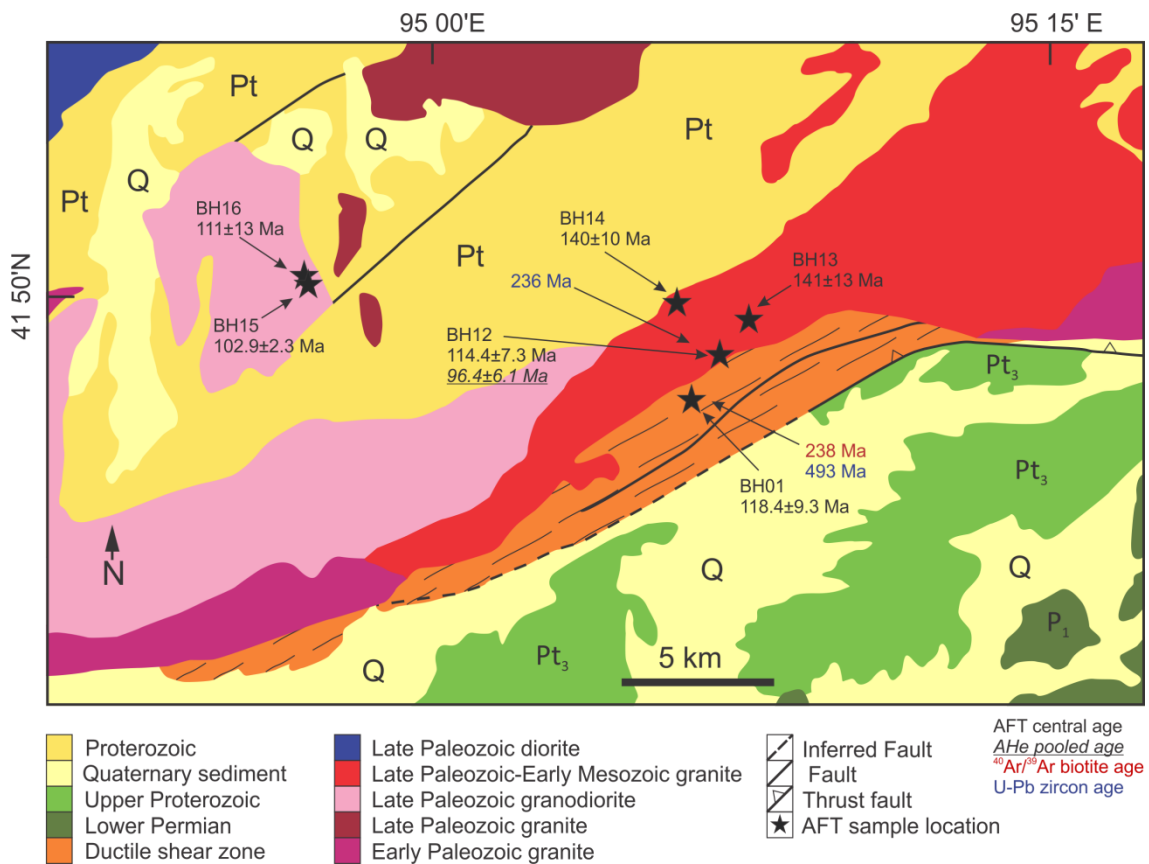 95 00'E
95 15' E
41 50'N
Pt
Q
Q
Pt
Q
Pt
BH16
111±13 Ma
BH14
140±10 Ma
Pt
236 Ma
BH13
141±13 Ma
BH15
102.9±2.3 Ma
BH12
114.4±7.3 Ma
96.4±6.1 Ma
Pt₃
238 Ma
493 Ma
BH01
118.4±9.3 Ma
Pt₃
N
Q
Q
P₁
Pt₃
5 km
Q
Proterozoic
Quaternary sediment
Upper Proterozoic
Lower Permian
Ductile shear zone
Late Paleozoic diorite
Late Paleozoic-Early Mesozoic granite
Late Paleozoic granodiorite
Late Paleozoic granite
Early Paleozoic granite
Inferred Fault
Fault
Thrust fault
AFT sample location
AFT central age
AHe pooled age
⁴⁰Ar/³⁹Ar biotite age
U-Pb zircon age